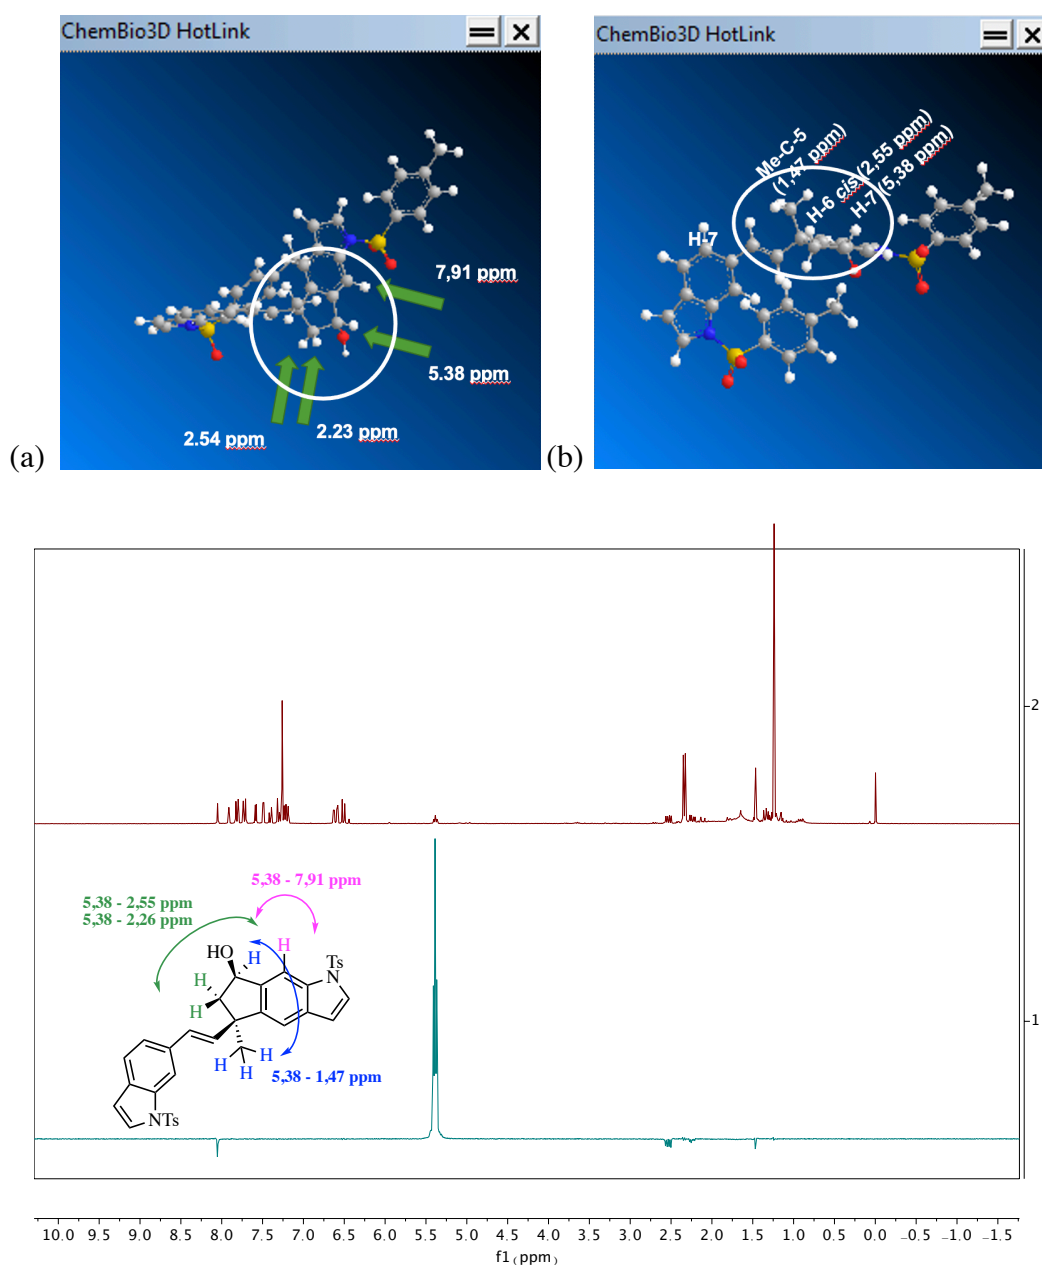 ChemBio3D HotLink
7,91 ppm
5.38 ppm
2.54 ppm
2.23 ppm
(a)
ChemBio3D HotLink
Me-C-5
(1,47 ppm)
H-6 cis (2,55 ppm)
H-7 (5,38 ppm)
H-7
(b)
2
1
5,38 - 7,91 ppm
5,38 - 2,55 ppm
5,38 - 2,26 ppm
HO
H
H
Ts
N
H
H
H
H
H
5,38 - 1,47 ppm
NTs
10.0 9.5 9.0 8.5 8.0 7.5 7.0 6.5 6.0 5.5 5.0 4.5 4.0 3.5 3.0 2.5 2.0 1.5 1.0 0.5 0.0 -0.5 -1.0 -1.5
f1 (ppm)